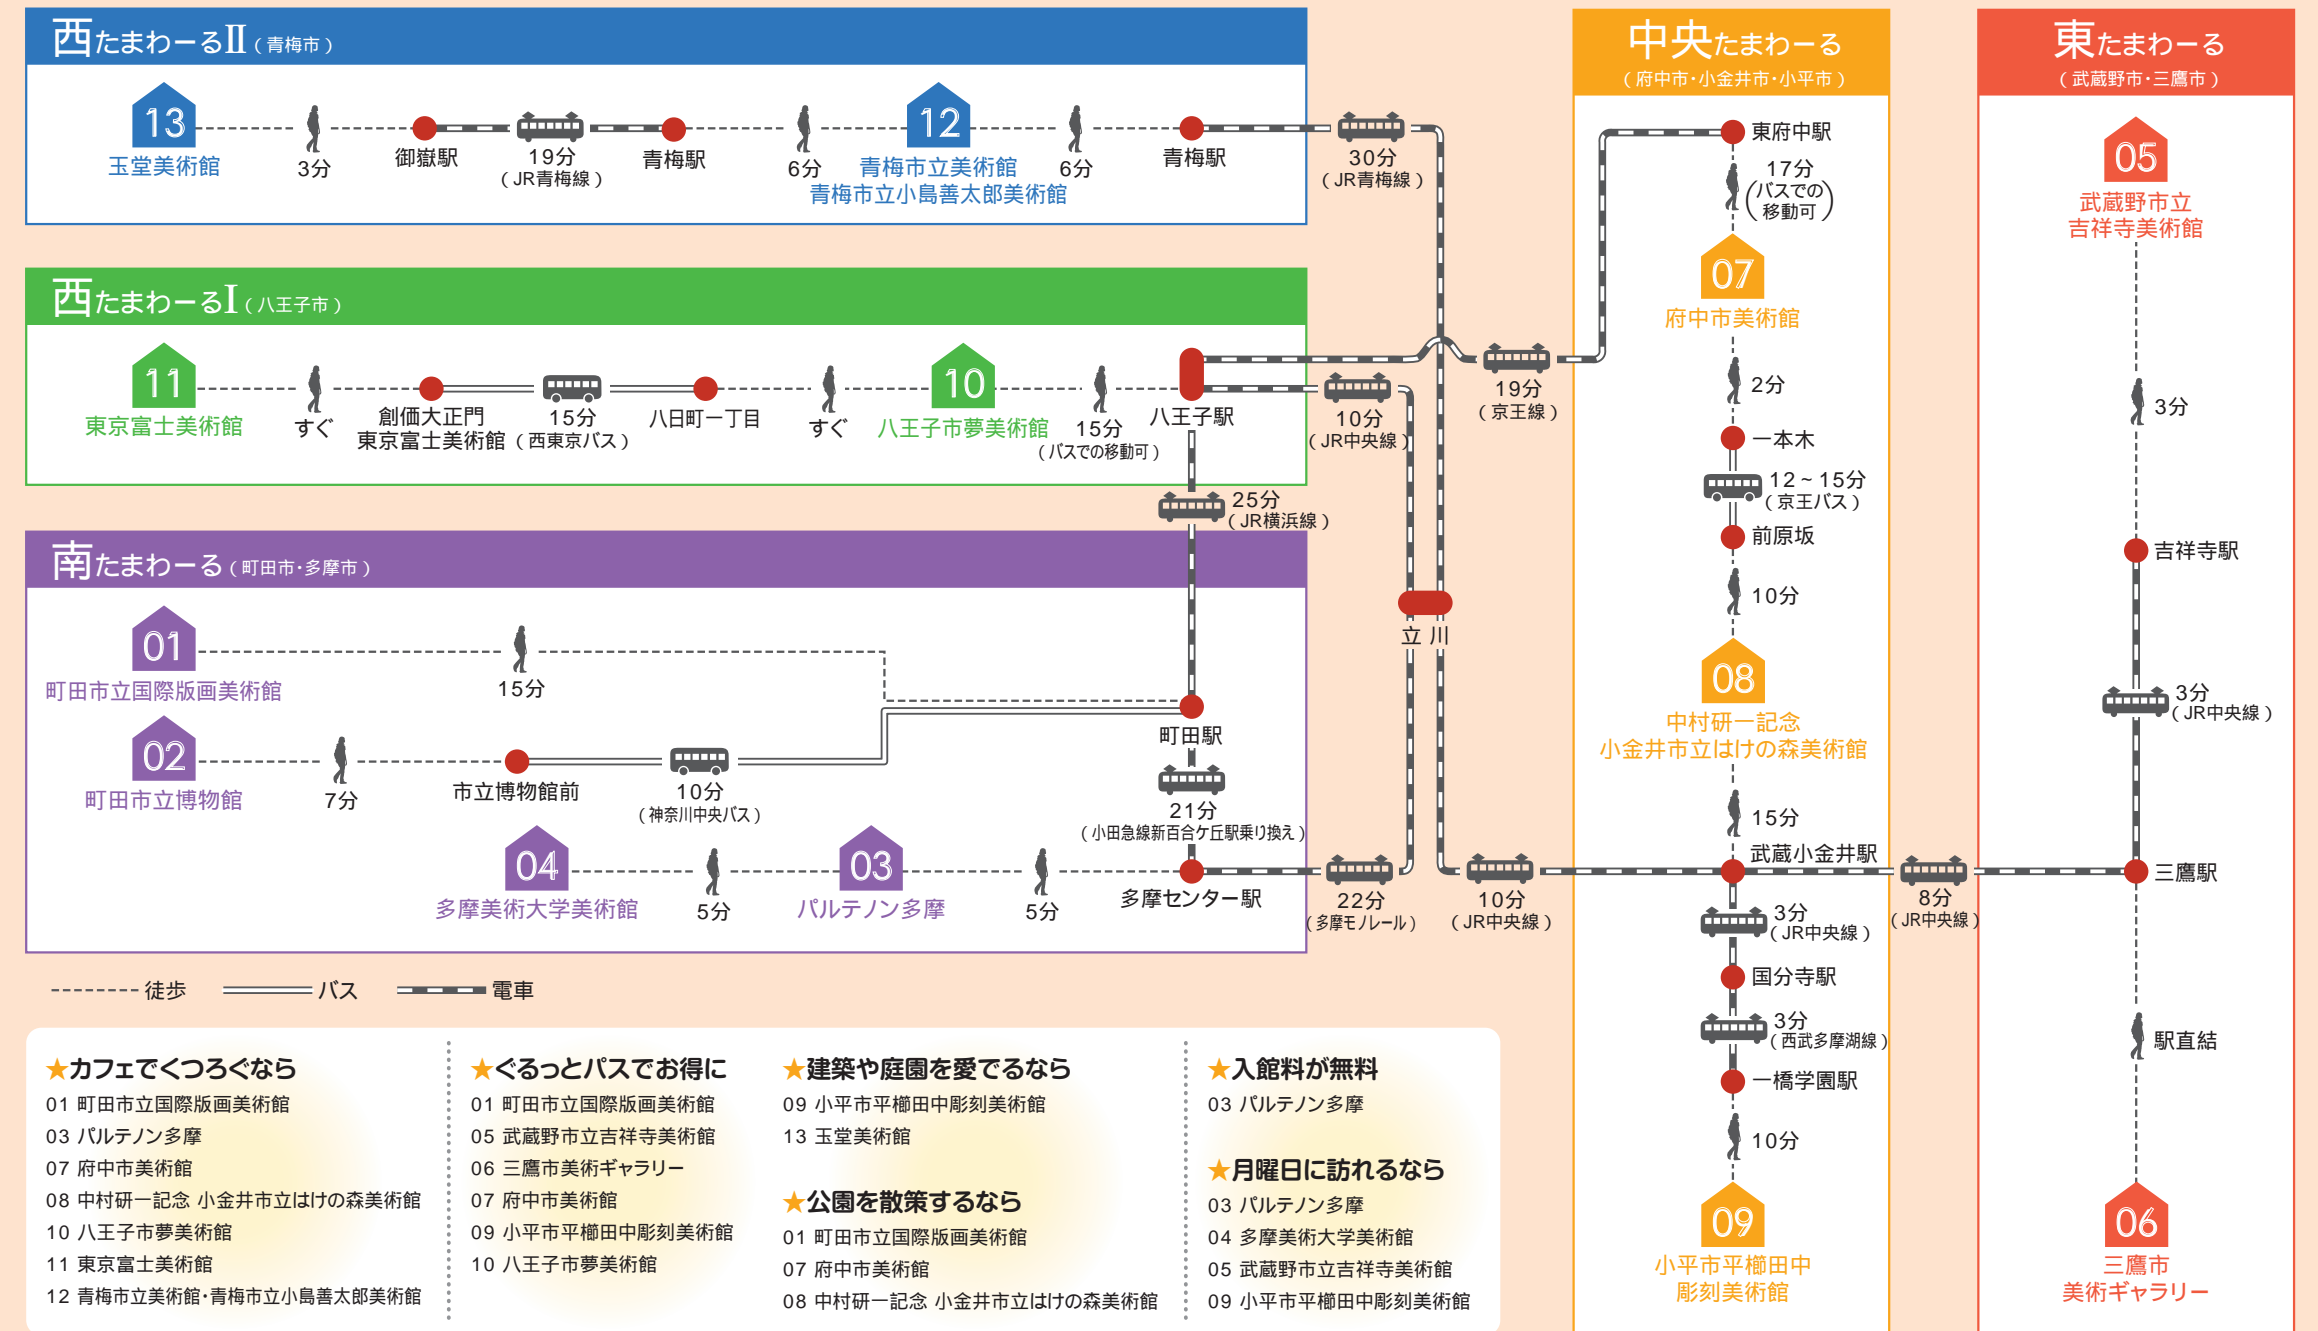 西たまわーるⅡ（青梅市）
13
玉堂美術館
3分
御嶽駅
19分
（JR青梅線）
青梅駅
6分
12
青梅市立美術館
青梅市立小島善太郎美術館
6分
青梅駅
30分
（JR青梅線）
西たまわーるⅠ（八王子市）
11
東京富士美術館
すぐ
創価大正門
東京富士美術館
15分
（西東京バス）
八日町一丁目
すぐ
10
八王子市夢美術館
15分
（バスでの移動可）
八王子駅
10分
（JR中央線）
19分
（京王線）
25分
（JR横浜線）
南たまわーる（町田市・多摩市）
01
町田市立国際版画美術館
15分
02
町田市立博物館
7分
市立博物館前
10分
（神奈川中央バス）
町田駅
21分
（小田急線新百合ケ丘駅乗り換え）
04
多摩美術大学美術館
5分
03
パルテノン多摩
5分
多摩センター駅
22分
（多摩モノレール）
立川
10分
（JR中央線）
中央たまわーる
（府中市・小金井市・小平市）
東府中駅
17分
（バスでの
移動可）
07
府中市美術館
2分
一本木
12～15分
（京王バス）
前原坂
10分
08
中村研一記念
小金井市立はけの森美術館
15分
武蔵小金井駅
3分
（JR中央線）
国分寺駅
3分
（西武多摩湖線）
一橋学園駅
10分
09
小平市平櫛田中
彫刻美術館
8分
（JR中央線）
東たまわーる
（武蔵野市・三鷹市）
05
武蔵野市立
吉祥寺美術館
3分
吉祥寺駅
3分
（JR中央線）
三鷹駅
駅直結
06
三鷹市
美術ギャラリー
徒歩
バス
電車
★カフェでくつろぐなら
01 町田市立国際版画美術館
03 パルテノン多摩
07 府中市美術館
08 中村研一記念 小金井市立はけの森美術館
10 八王子市夢美術館
11 東京富士美術館
12 青梅市立美術館・青梅市立小島善太郎美術館
★ぐるっとパスでお得に
01 町田市立国際版画美術館
05 武蔵野市立吉祥寺美術館
06 三鷹市美術ギャラリー
07 府中市美術館
09 小平市平櫛田中彫刻美術館
10 八王子市夢美術館
★建築や庭園を愛でるなら
09 小平市平櫛田中彫刻美術館
13 玉堂美術館
★公園を散策するなら
01 町田市立国際版画美術館
07 府中市美術館
08 中村研一記念 小金井市立はけの森美術館
★入館料が無料
03 パルテノン多摩
★月曜日に訪れるなら
03 パルテノン多摩
04 多摩美術大学美術館
05 武蔵野市立吉祥寺美術館
09 小平市平櫛田中彫刻美術館